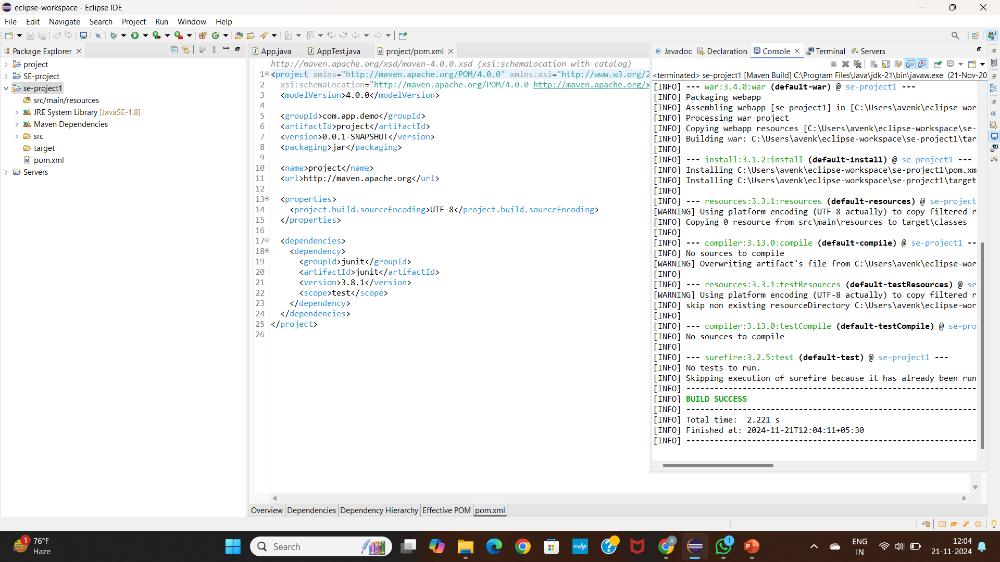 eclipse-workspace - Eclipse IDE
File Edit Navigate Search Project Run Window Help
Package Explorer
project
SE-project
se-project1
src/main/resources
JRE System Library [JavaSE-1.8]
Maven Dependencies
src
target
pom.xml
Servers
App.java AppTest.java project/pom.xml
http://maven.apache.org/xsd/maven-4.0.0.xsd (xsi:schemaLocation with catalog)
1 <project xmlns="http://maven.apache.org/POM/4.0.0" xmlns:xsi="http://www.w3.org/2
2 xsi:schemaLocation="http://maven.apache.org/POM/4.0.0 http://maven.apache.org/x
3 <modelVersion>4.0.0</modelVersion>
4
5 <groupId>com.app.demo</groupId>
6 <artifactId>project</artifactId>
7 <version>0.0.1-SNAPSHOT</version>
8 <packaging>jar</packaging>
9
10 <name>project</name>
11 <url>http://maven.apache.org</url>
12
13 <properties>
14 <project.build.sourceEncoding>UTF-8</project.build.sourceEncoding>
15 </properties>
16
17 <dependencies>
18 <dependency>
19 <groupId>junit</groupId>
20 <artifactId>junit</artifactId>
21 <version>3.8.1</version>
22 <scope>test</scope>
23 </dependency>
24 </dependencies>
25 </project>
26
Overview Dependencies Dependency Hierarchy Effective POM pom.xml
@ Javadoc Declaration Console Terminal Servers
<terminated> se-project1 [Maven Build] C:\Program Files\Java\jdk-21\bin\javaw.exe (21-Nov-20
[INFO] --- war:3.4.0:war (default-war) @ se-project1 ---
[INFO] Packaging webapp
[INFO] Assembling webapp [se-project1] in [C:\Users\avenk\eclipse-wor
[INFO] Processing war project
[INFO] Copying webapp resources [C:\Users\avenk\eclipse-workspace\se-
[INFO] Building war: C:\Users\avenk\eclipse-workspace\se-project1\tar
[INFO]
[INFO] --- install:3.1.2:install (default-install) @ se-project1 ---
[INFO] Installing C:\Users\avenk\eclipse-workspace\se-project1\pom.xm
[INFO] Installing C:\Users\avenk\eclipse-workspace\se-project1\target
[INFO]
[INFO] --- resources:3.3.1:resources (default-resources) @ se-project
[WARNING] Using platform encoding (UTF-8 actually) to copy filtered r
[INFO] Copying 0 resource from src\main\resources to target\classes
[INFO]
[INFO] --- compiler:3.13.0:compile (default-compile) @ se-project1 --
[INFO] No sources to compile
[WARNING] Overwriting artifact's file from C:\Users\avenk\eclipse-wor
[INFO]
[INFO] --- resources:3.3.1:testResources (default-testResources) @ se
[WARNING] Using platform encoding (UTF-8 actually) to copy filtered r
[INFO] skip non existing resourceDirectory C:\Users\avenk\eclipse-wor
[INFO]
[INFO] --- compiler:3.13.0:testCompile (default-testCompile) @ se-pro
[INFO] No sources to compile
[INFO]
[INFO] --- surefire:3.2.5:test (default-test) @ se-project1 ---
[INFO] No tests to run.
[INFO] Skipping execution of surefire because it has already been run
[INFO] --------------------------------------------------------------
[INFO] BUILD SUCCESS
[INFO] --------------------------------------------------------------
[INFO] Total time:  2.221 s
[INFO] Finished at: 2024-11-21T12:04:11+05:30
[INFO] --------------------------------------------------------------
1
76°F
Haze
Search
myhp
A
1
P
ENG
IN
12:04
21-11-2024